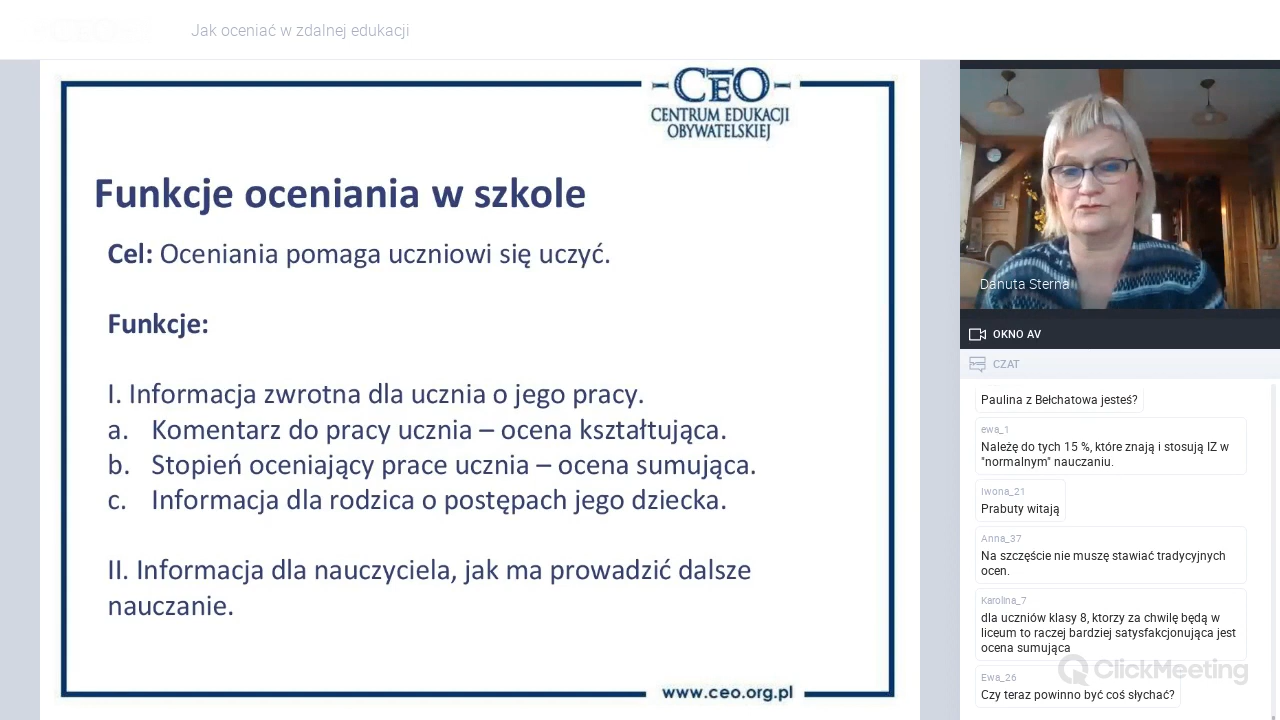 Jak oceniać w zdalnej edukacji
CEO
CENTRUM EDUKACJI
OBYWATELSKIEJ
Funkcje oceniania w szkole
Cel: Oceniania pomaga uczniowi się uczyć.
Funkcje:
I. Informacja zwrotna dla ucznia o jego pracy.
a. Komentarz do pracy ucznia – ocena kształtująca.
b. Stopień oceniający prace ucznia – ocena sumująca.
c. Informacja dla rodzica o postępach jego dziecka.
II. Informacja dla nauczyciela, jak ma prowadzić dalsze
nauczanie.
www.ceo.org.pl
Danuta Sterna
OKNO AV
CZAT
Paulina z Bełchatowa jesteś?
ewa_1
Należę do tych 15 %, które znają i stosują IZ w
"normalnym" nauczaniu.
Iwona_21
Prabuty witają
Anna_37
Na szczęście nie muszę stawiać tradycyjnych
ocen.
Karolina_7
dla uczniów klasy 8, ktorzy za chwilę będą w
liceum to raczej bardziej satysfakcjonująca jest
ocena sumująca
ClickMeeting
Ewa_26
Czy teraz powinno być coś słychać?